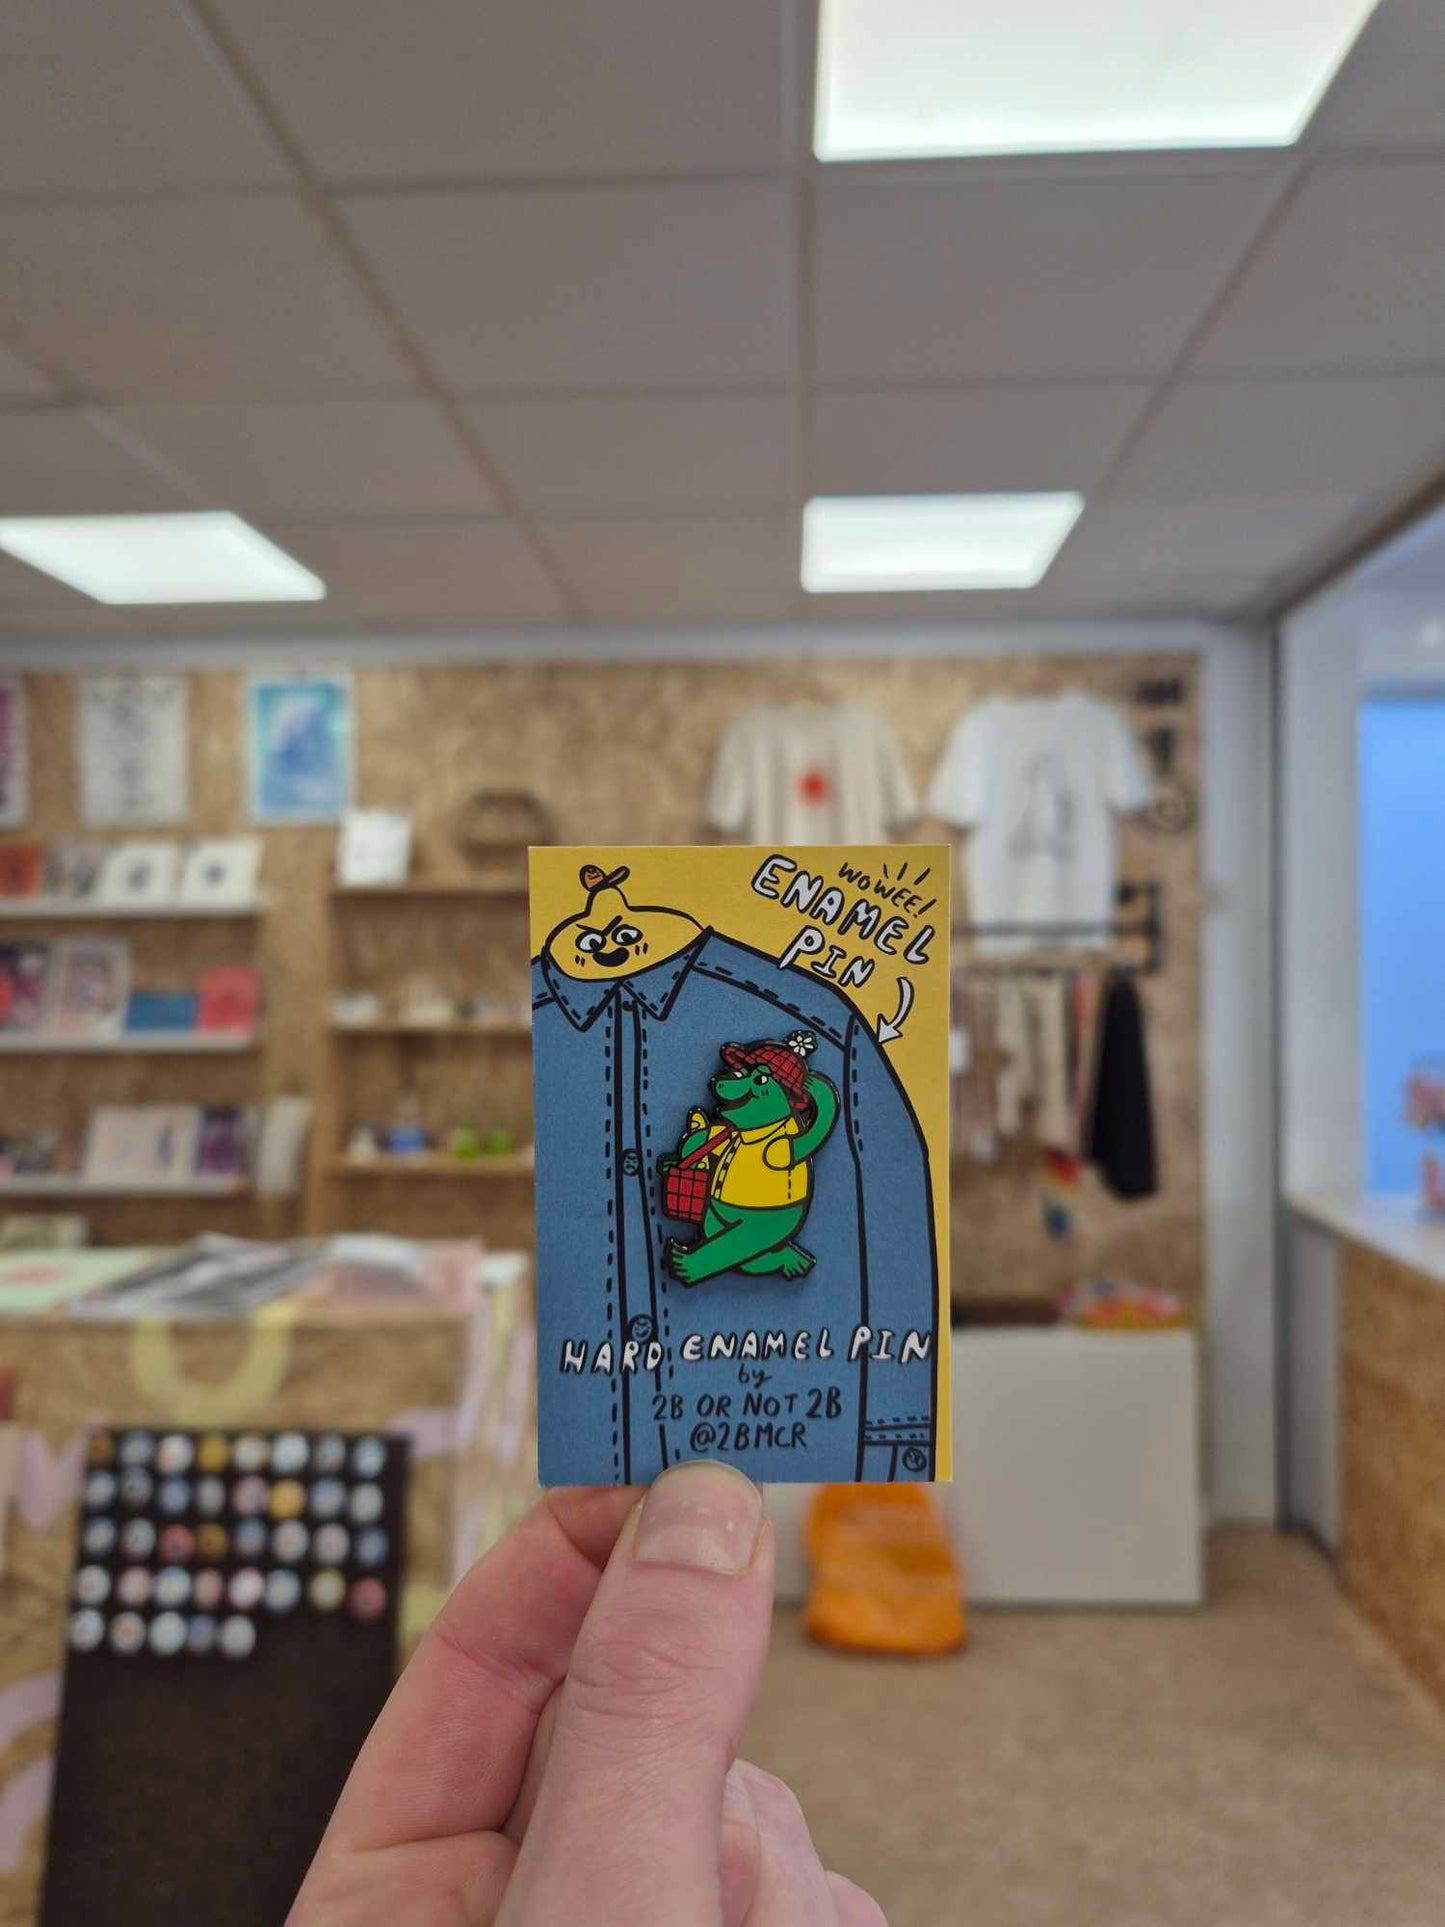 WOWEE!
ENAMEL
PIN
HARD ENAMEL PIN
by
2B OR NOT 2B
@2BMCR